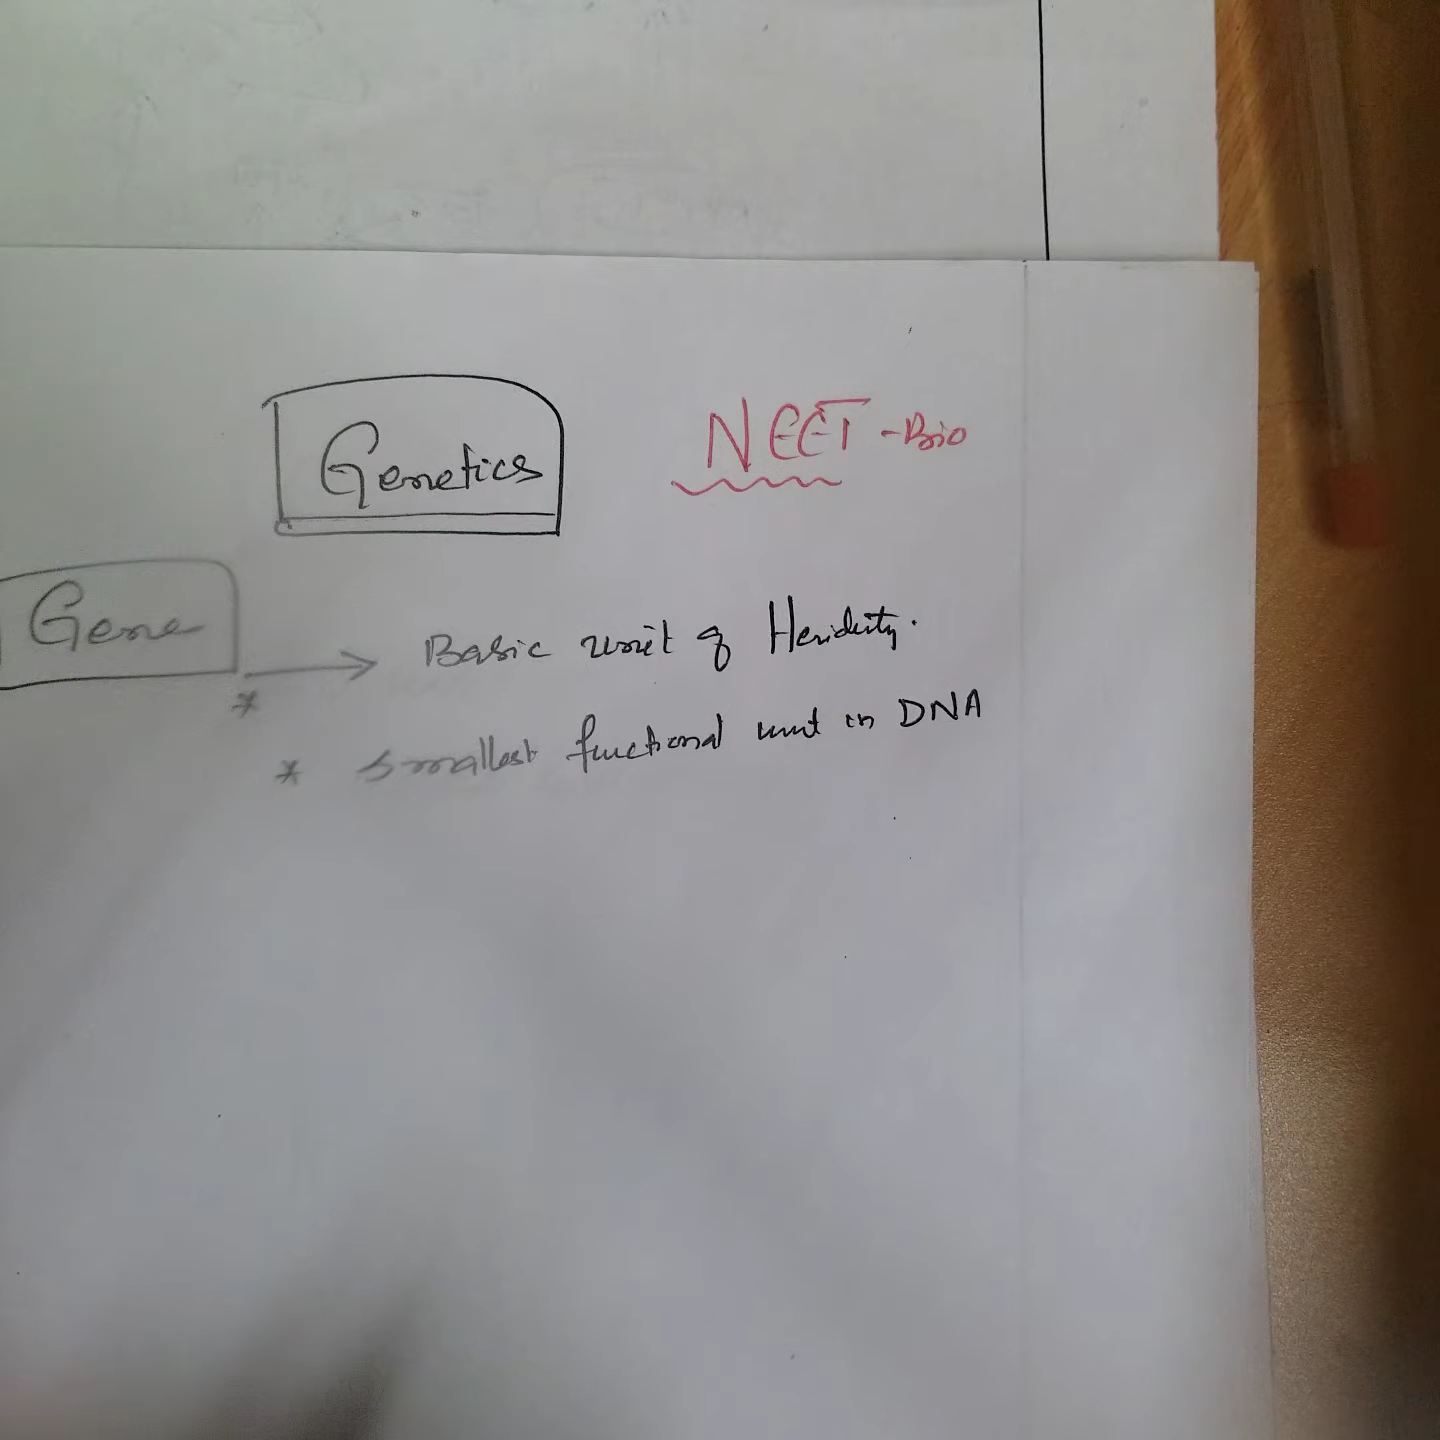 Genetics
NEET - Bio
Gene
* → Basic unit of Heridity.
* Smallest functional unit in DNA